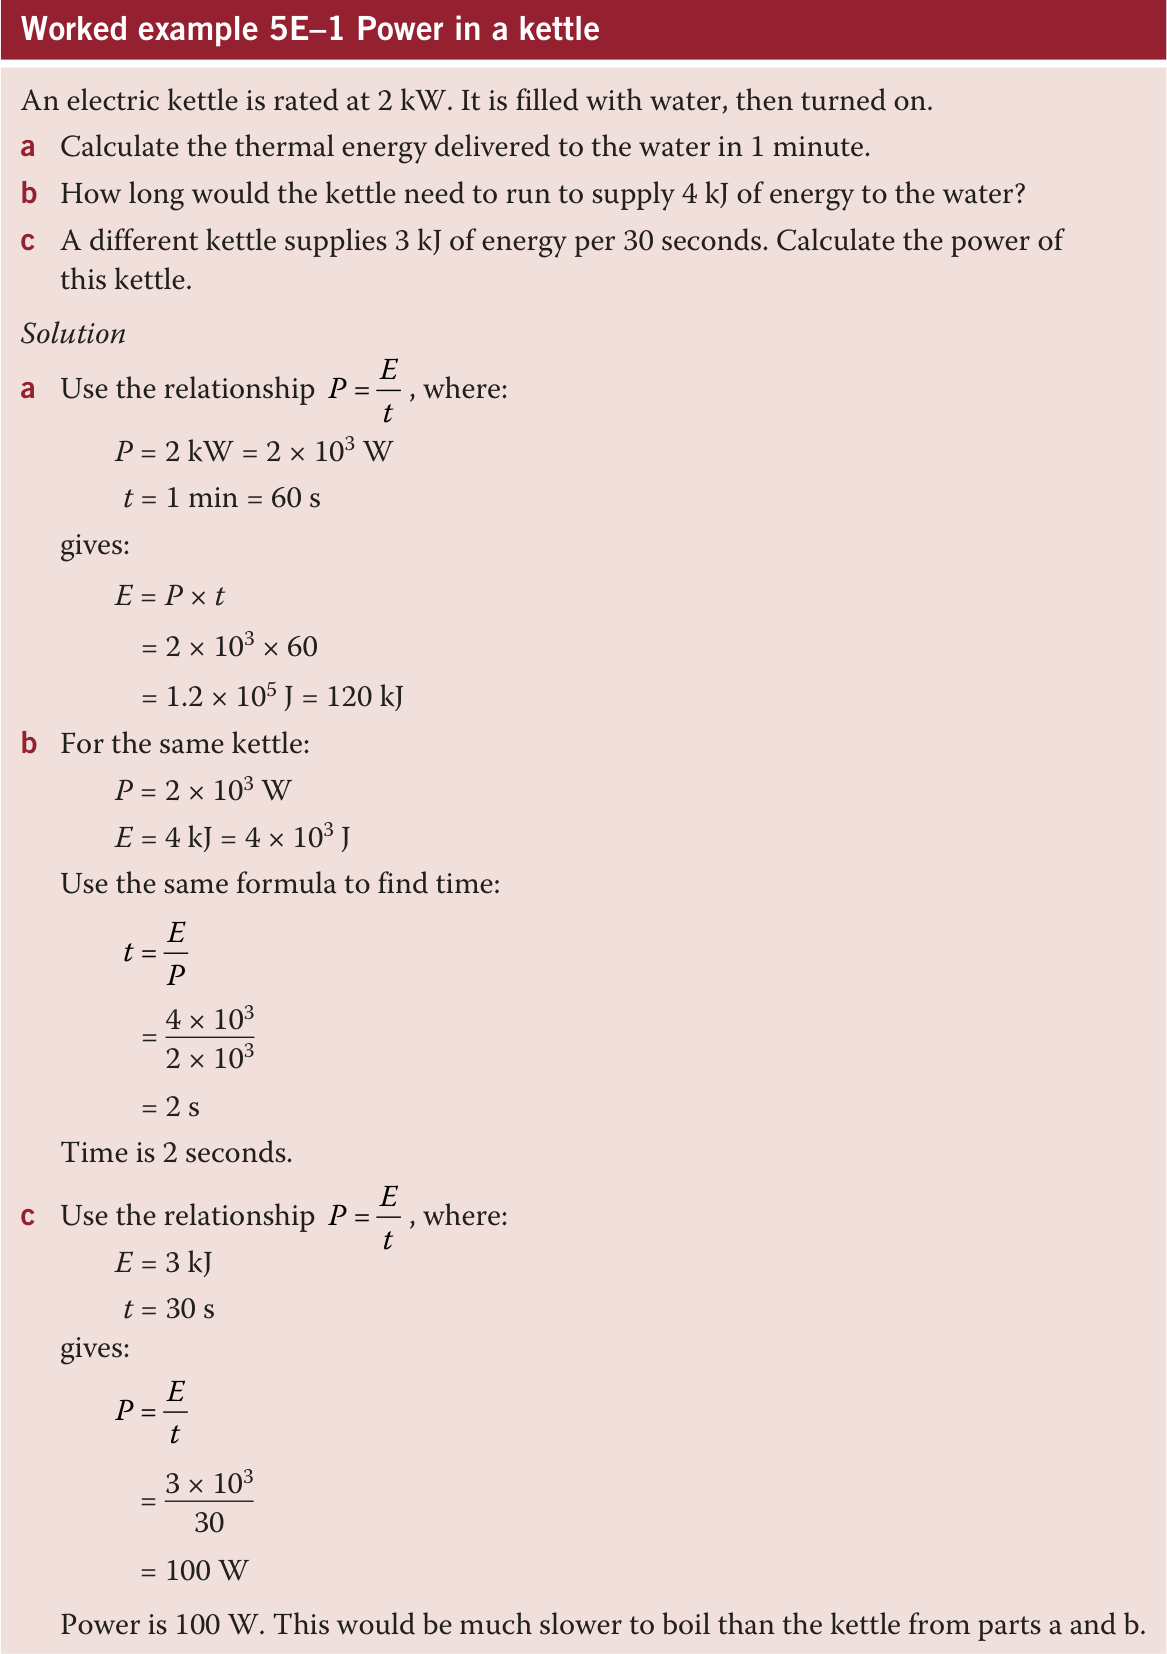 Worked example 5E–1 Power in a kettle
An electric kettle is rated at 2 kW. It is filled with water, then turned on.
a Calculate the thermal energy delivered to the water in 1 minute.
b How long would the kettle need to run to supply 4 kJ of energy to the water?
c A different kettle supplies 3 kJ of energy per 30 seconds. Calculate the power of
this kettle.
Solution
a Use the relationship P = E/t, where:
P = 2 kW = 2 × 10³ W
t = 1 min = 60 s
gives:
E = P × t
= 2 × 10³ × 60
= 1.2 × 10⁵ J = 120 kJ
b For the same kettle:
P = 2 × 10³ W
E = 4 kJ = 4 × 10³ J
Use the same formula to find time:
t = E/P
= 4 × 10³/2 × 10³
= 2 s
Time is 2 seconds.
c Use the relationship P = E/t, where:
E = 3 kJ
t = 30 s
gives:
P = E/t
= 3 × 10³/30
= 100 W
Power is 100 W. This would be much slower to boil than the kettle from parts a and b.